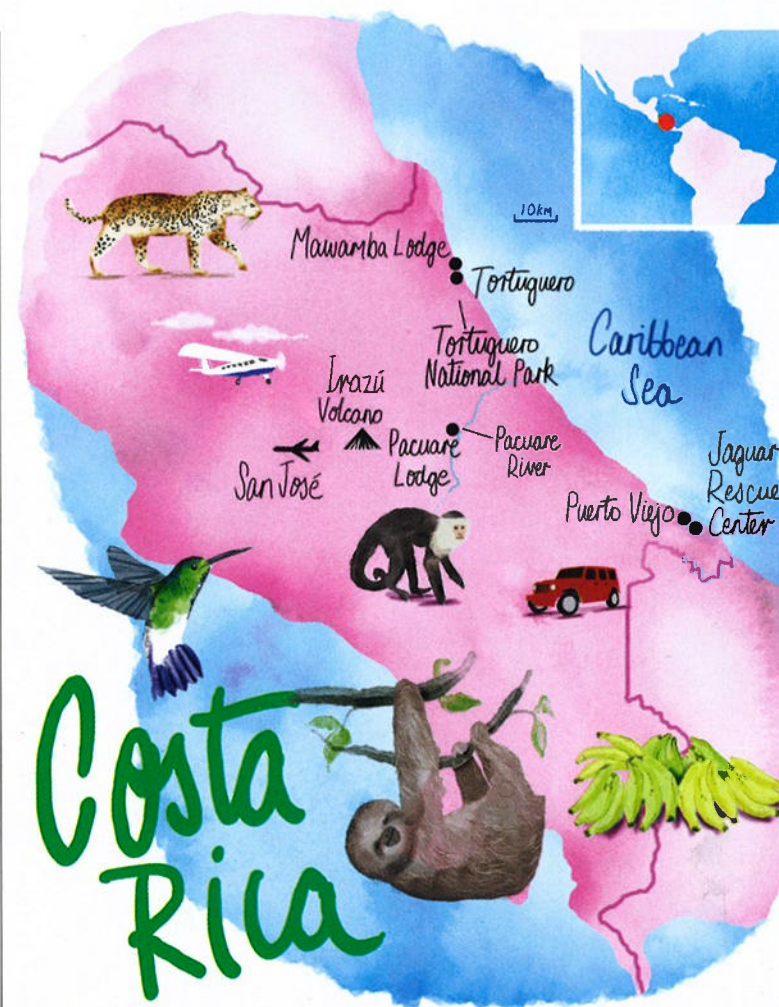 10km
Mawamba Lodge
Tortuguero
Tortuguero
National Park
Caribbean
Sea
Irazú
Volcano
San José
Pacuare
Lodge
Pacuare
River
Jaguar
Rescue
Center
Puerto Viejo
Costa
Rica